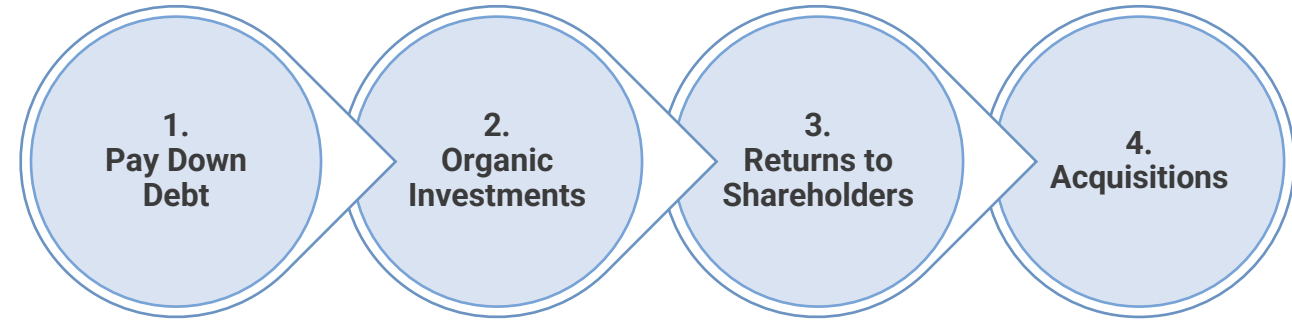 1.
Pay Down
Debt
2.
Organic
Investments
3.
Returns to
Shareholders
4.
Acquisitions